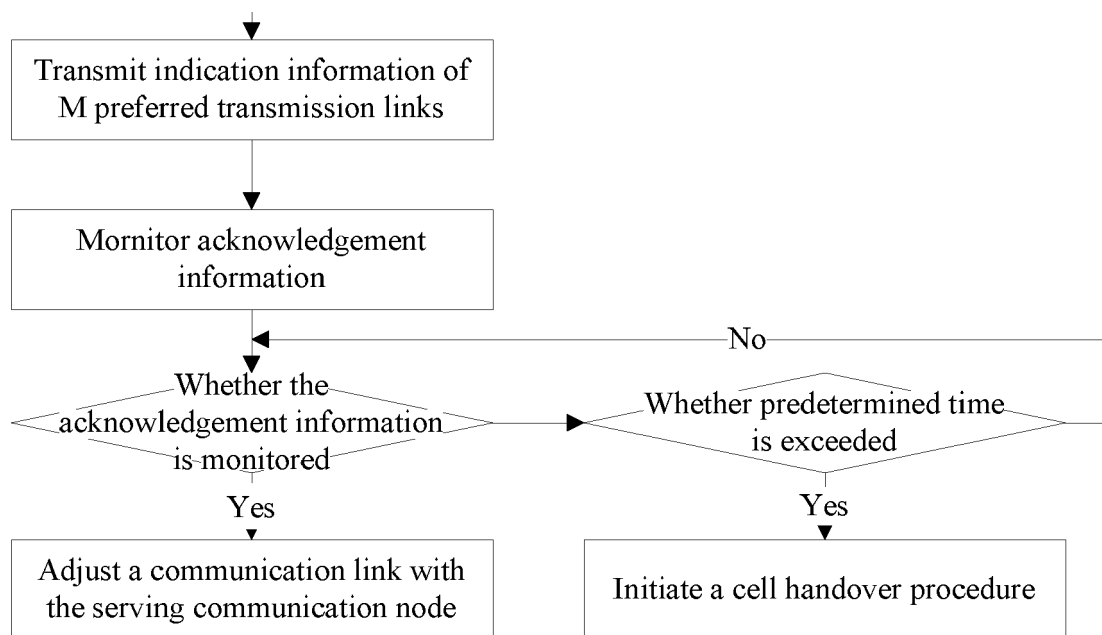 Transmit indication information of
M preferred transmission links
Mornitor acknowledgement
information
No
Whether the
acknowledgement information
is monitored
Whether predetermined time
is exceeded
Yes
Yes
Adjust a communication link with
the serving communication node
Initiate a cell handover procedure